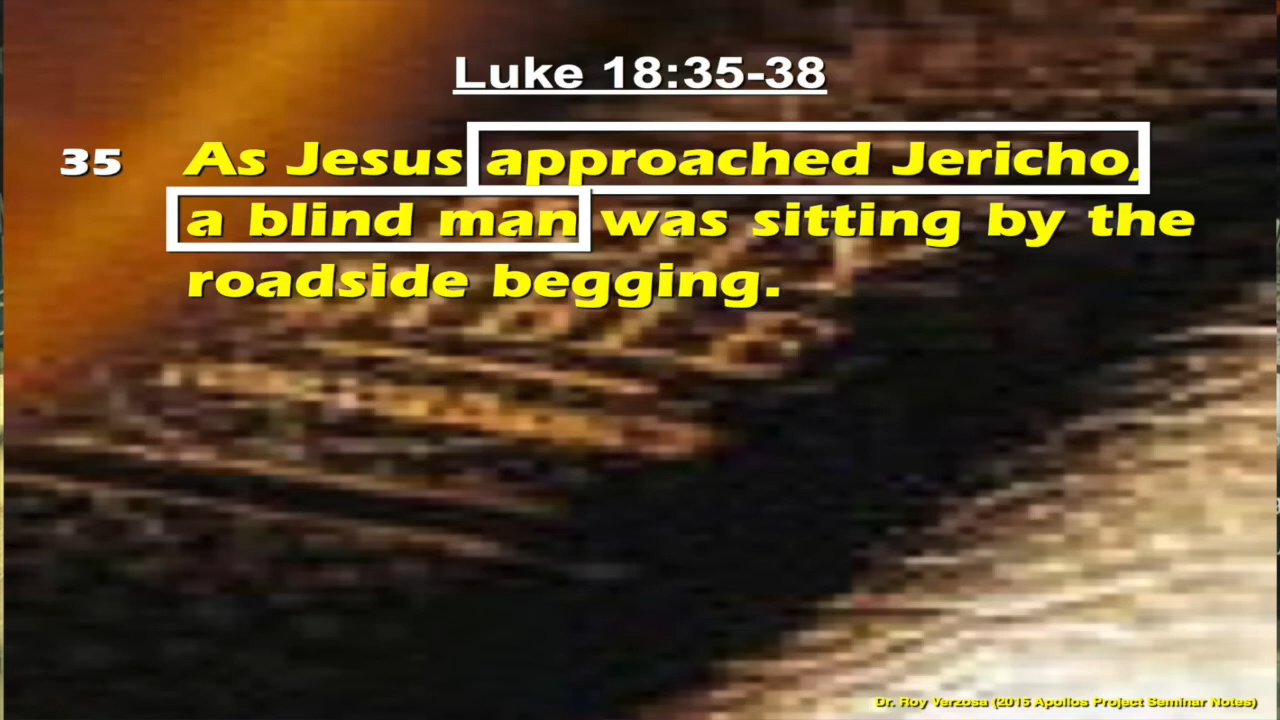 Luke 18:35-38
35 As Jesus approached Jericho,
a blind man was sitting by the
roadside begging.
Dr. Roy Verzosa (2015 Apollos Project Seminar Notes)